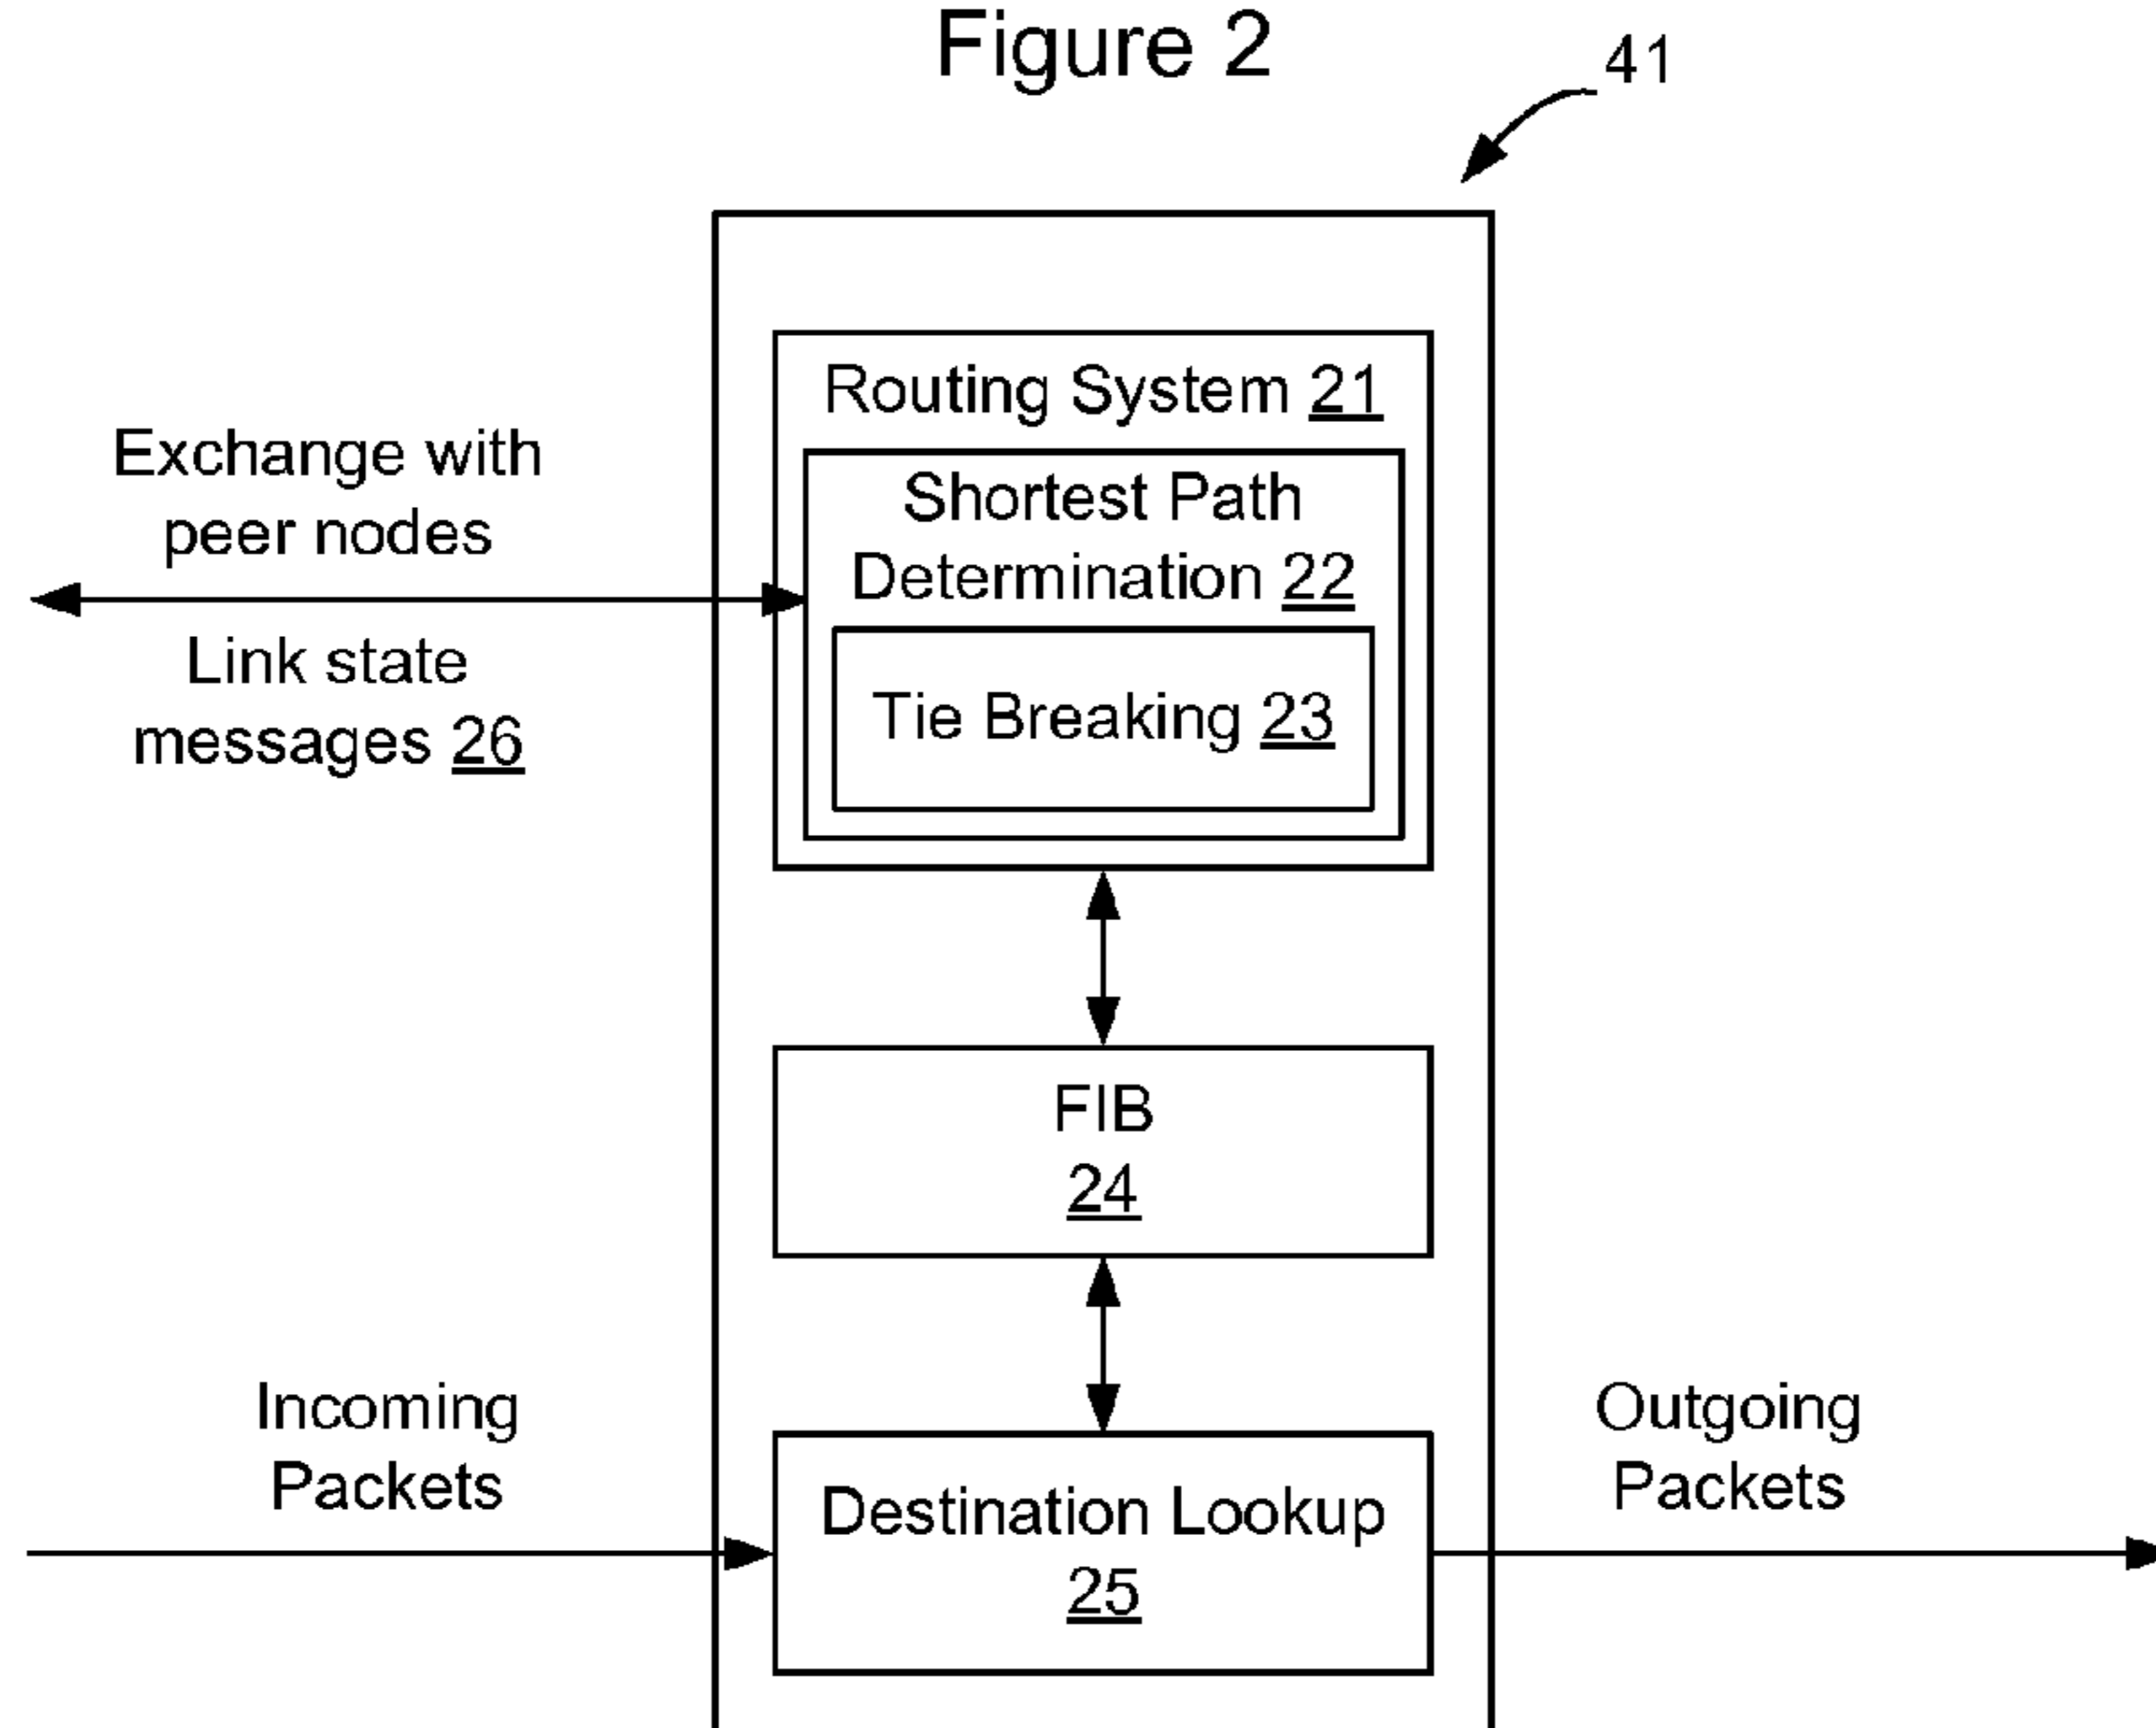 Figure 2
41
Routing System 21
Exchange with
peer nodes
Shortest Path
Determination 22
Link state
messages 26
Tie Breaking 23
FIB
24
Incoming
Packets
Destination Lookup
25
Outgoing
Packets